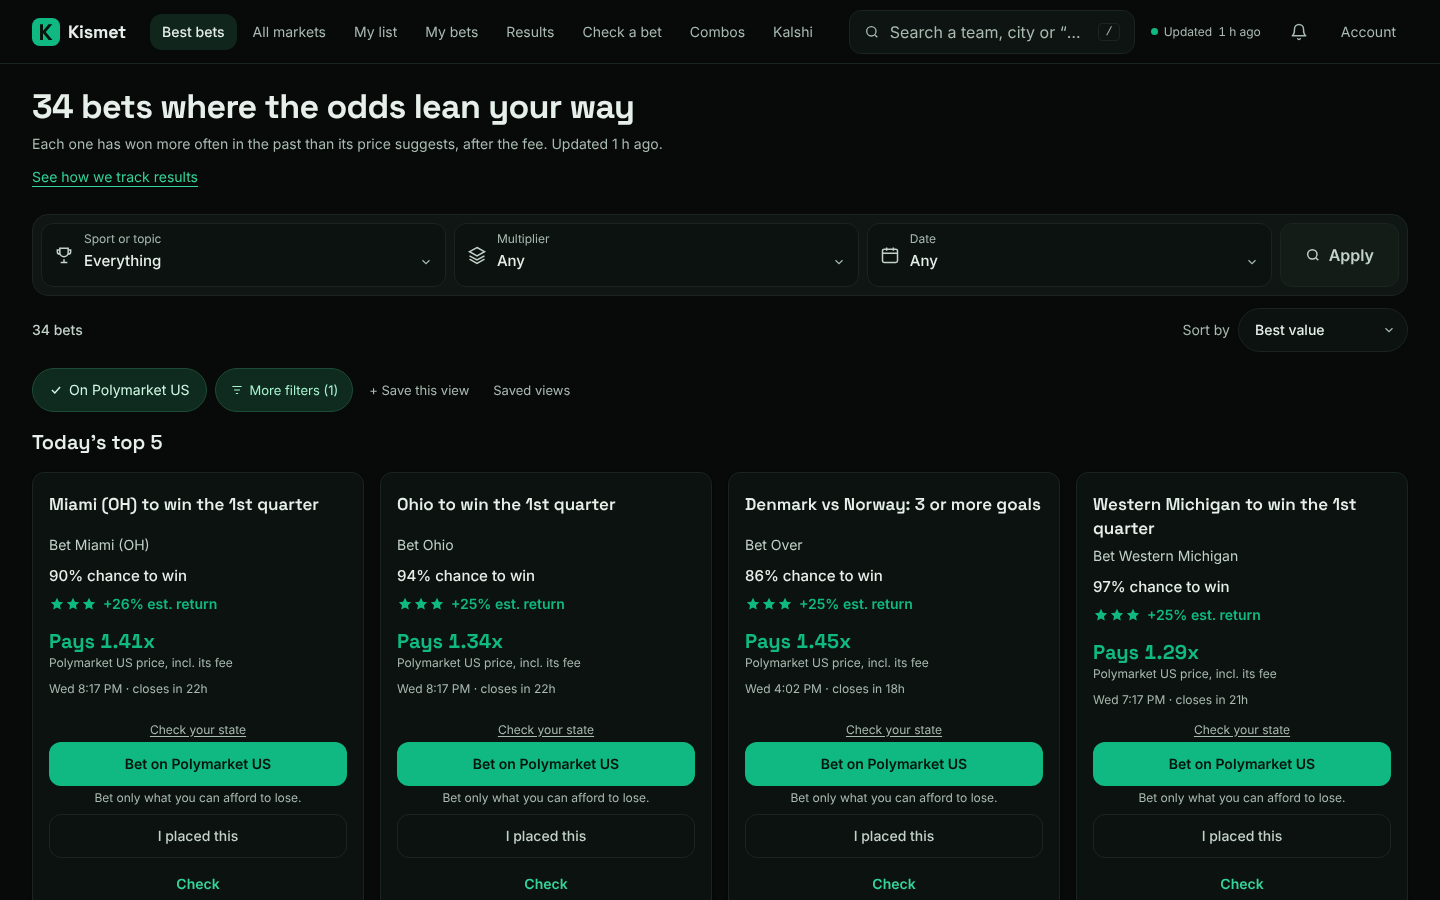 K Kismet
Best bets
All markets
My list
My bets
Results
Check a bet
Combos
Kalshi
Search a team, city or “...
/
Updated 1 h ago
Account
34 bets where the odds lean your way
Each one has won more often in the past than its price suggests, after the fee. Updated 1 h ago.
See how we track results
Sport or topic
Everything
Multiplier
Any
Date
Any
Apply
34 bets
Sort by
Best value
On Polymarket US
More filters (1)
+ Save this view
Saved views
Today’s top 5
Miami (OH) to win the 1st quarter
Bet Miami (OH)
90% chance to win
+26% est. return
Pays 1.41x
Polymarket US price, incl. its fee
Wed 8:17 PM · closes in 22h
Check your state
Bet on Polymarket US
Bet only what you can afford to lose.
I placed this
Check
Ohio to win the 1st quarter
Bet Ohio
94% chance to win
+25% est. return
Pays 1.34x
Polymarket US price, incl. its fee
Wed 8:17 PM · closes in 22h
Check your state
Bet on Polymarket US
Bet only what you can afford to lose.
I placed this
Check
Denmark vs Norway: 3 or more goals
Bet Over
86% chance to win
+25% est. return
Pays 1.45x
Polymarket US price, incl. its fee
Wed 4:02 PM · closes in 18h
Check your state
Bet on Polymarket US
Bet only what you can afford to lose.
I placed this
Check
Western Michigan to win the 1st
quarter
Bet Western Michigan
97% chance to win
+25% est. return
Pays 1.29x
Polymarket US price, incl. its fee
Wed 7:17 PM · closes in 21h
Check your state
Bet on Polymarket US
Bet only what you can afford to lose.
I placed this
Check